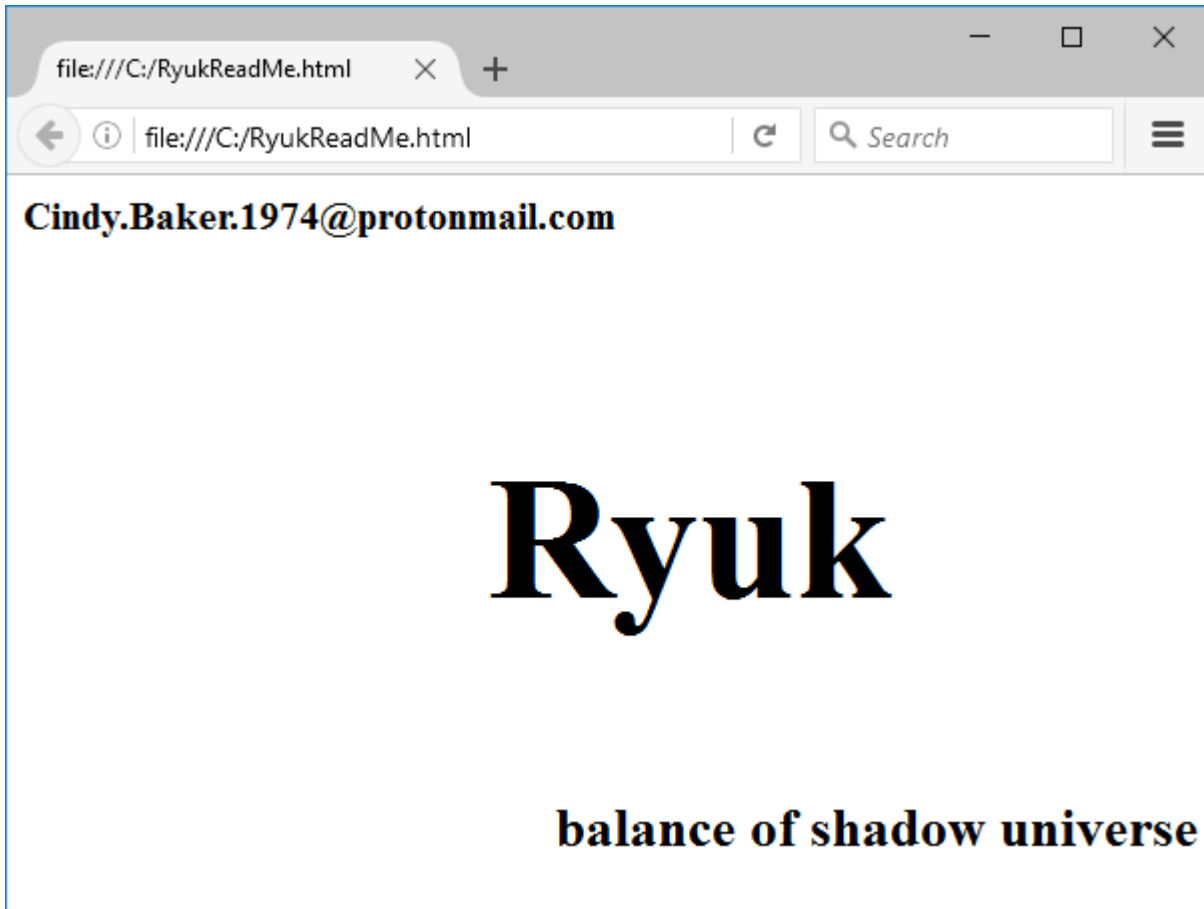 file:///C:/RyukReadMe.html
file:///C:/RyukReadMe.html
Search
Cindy.Baker.1974@protonmail.com
Ryuk
balance of shadow universe